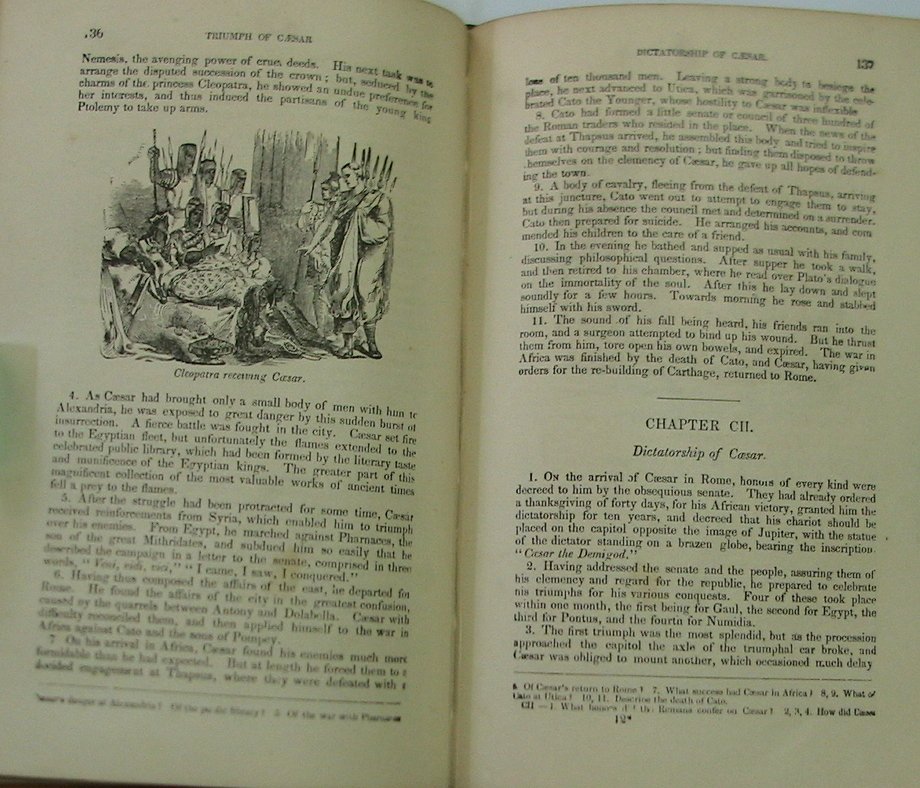 .36
TRIUMPH OF CÆSAR
Nemesis, the avenging power of cruel deeds. His next task was to
arrange the disputed succession of the crown; but, seduced by the
charms of the princess Cleopatra, he showed an undue preference for
her interests, and thus induced the partisans of the young king
Ptolemy to take up arms.
Cleopatra receiving Cæsar.
4. As Cæsar had brought only a small body of men with him to
Alexandria, he was exposed to great danger by this sudden burst of
insurrection. A fierce battle was fought in the city. Cæsar set fire
to the Egyptian fleet, but unfortunately the flames extended to the
celebrated public library, which had been formed by the literary taste
and munificence of the Egyptian kings. The greater part of this
magnificent collection of the most valuable works of ancient times
fell a prey to the flames.
5. After the struggle had been protracted for some time, Cæsar
received reinforcements from Syria, which enabled him to triumph
over his enemies. From Egypt, he marched against Pharnaces, the
son of the great Mithridates, and subdued him so easily that he
described the campaign in a letter to the senate, comprised in three
words, "Veni, vidi, vici," "I came, I saw, I conquered."
6. Having thus composed the affairs of the east, he departed for
Rome. He found the affairs of the city in the greatest confusion,
caused by the quarrels between Antony and Dolabella. Cæsar with
difficulty reconciled them, and then applied himself to the war in
Africa against Cato and the sons of Pompey.
7 On his arrival in Africa, Cæsar found his enemies much more
formidable than he had expected. But at length he forced them to a
decided engagement at Thapsus, where they were defeated with a
danger at Alexandria? Of the public library? 5. Of the war with Pharnaces
DICTATORSHIP OF CÆSAR.
137
loss of ten thousand men. Leaving a strong body to besiege the
place, he next advanced to Utica, which was garrisoned by the cele-
brated Cato the Younger, whose hostility to Cæsar was inflexible
8. Cato had formed a little senate or council of three hundred of
the Roman traders who resided in the place. When the news of the
defeat at Thapsus arrived, he assembled this body and tried to inspire
them with courage and resolution; but finding them disposed to throw
themselves on the clemency of Cæsar, he gave up all hopes of defend-
ing the town.
9. A body of cavalry, fleeing from the defeat of Thapsus, arriving
at this juncture, Cato went out to attempt to engage them to stay,
but during his absence the council met and determined on a surrender.
Cato then prepared for suicide. He arranged his accounts, and com
mended his children to the care of a friend.
10. In the evening he bathed and supped as usual with his family,
discussing philosophical questions. After supper he took a walk,
and then retired to his chamber, where he read over Plato's dialogue
on the immortality of the soul. After this he lay down and slept
soundly for a few hours. Towards morning he rose and stabbed
himself with his sword.
11. The sound of his fall being heard, his friends ran into the
room, and a surgeon attempted to bind up his wound. But he thrust
them from him, tore open his own bowels, and expired. The war in
Africa was finished by the death of Cato, and Cæsar, having given
orders for the re-building of Carthage, returned to Rome.
CHAPTER CII.
Dictatorship of Cæsar.
1. On the arrival of Cæsar in Rome, honors of every kind were
decreed to him by the obsequious senate. They had already ordered
a thanksgiving of forty days, for his African victory, granted him the
dictatorship for ten years, and decreed that his chariot should be
placed on the capitol opposite the image of Jupiter, with the statue
of the dictator standing on a brazen globe, bearing the inscription.
"Cæsar the Demigod."
2. Having addressed the senate and the people, assuring them of
his clemency and regard for the republic, he prepared to celebrate
his triumphs for his various conquests. Four of these took place
within one month, the first being for Gaul, the second for Egypt, the
third for Pontus, and the fourth for Numidia.
3. The first triumph was the most splendid, but as the procession
approached the capitol the axle of the triumphal car broke, and
Cæsar was obliged to mount another, which occasioned much delay
6. Of Cæsar's return to Rome? 7. What success had Cæsar in Africa? 8, 9. What of
Cato at Utica? 10, 11. Describe the death of Cato.
CII — 1. What honors did the Romans confer on Cæsar? 2, 3, 4. How did Cæsar
12*